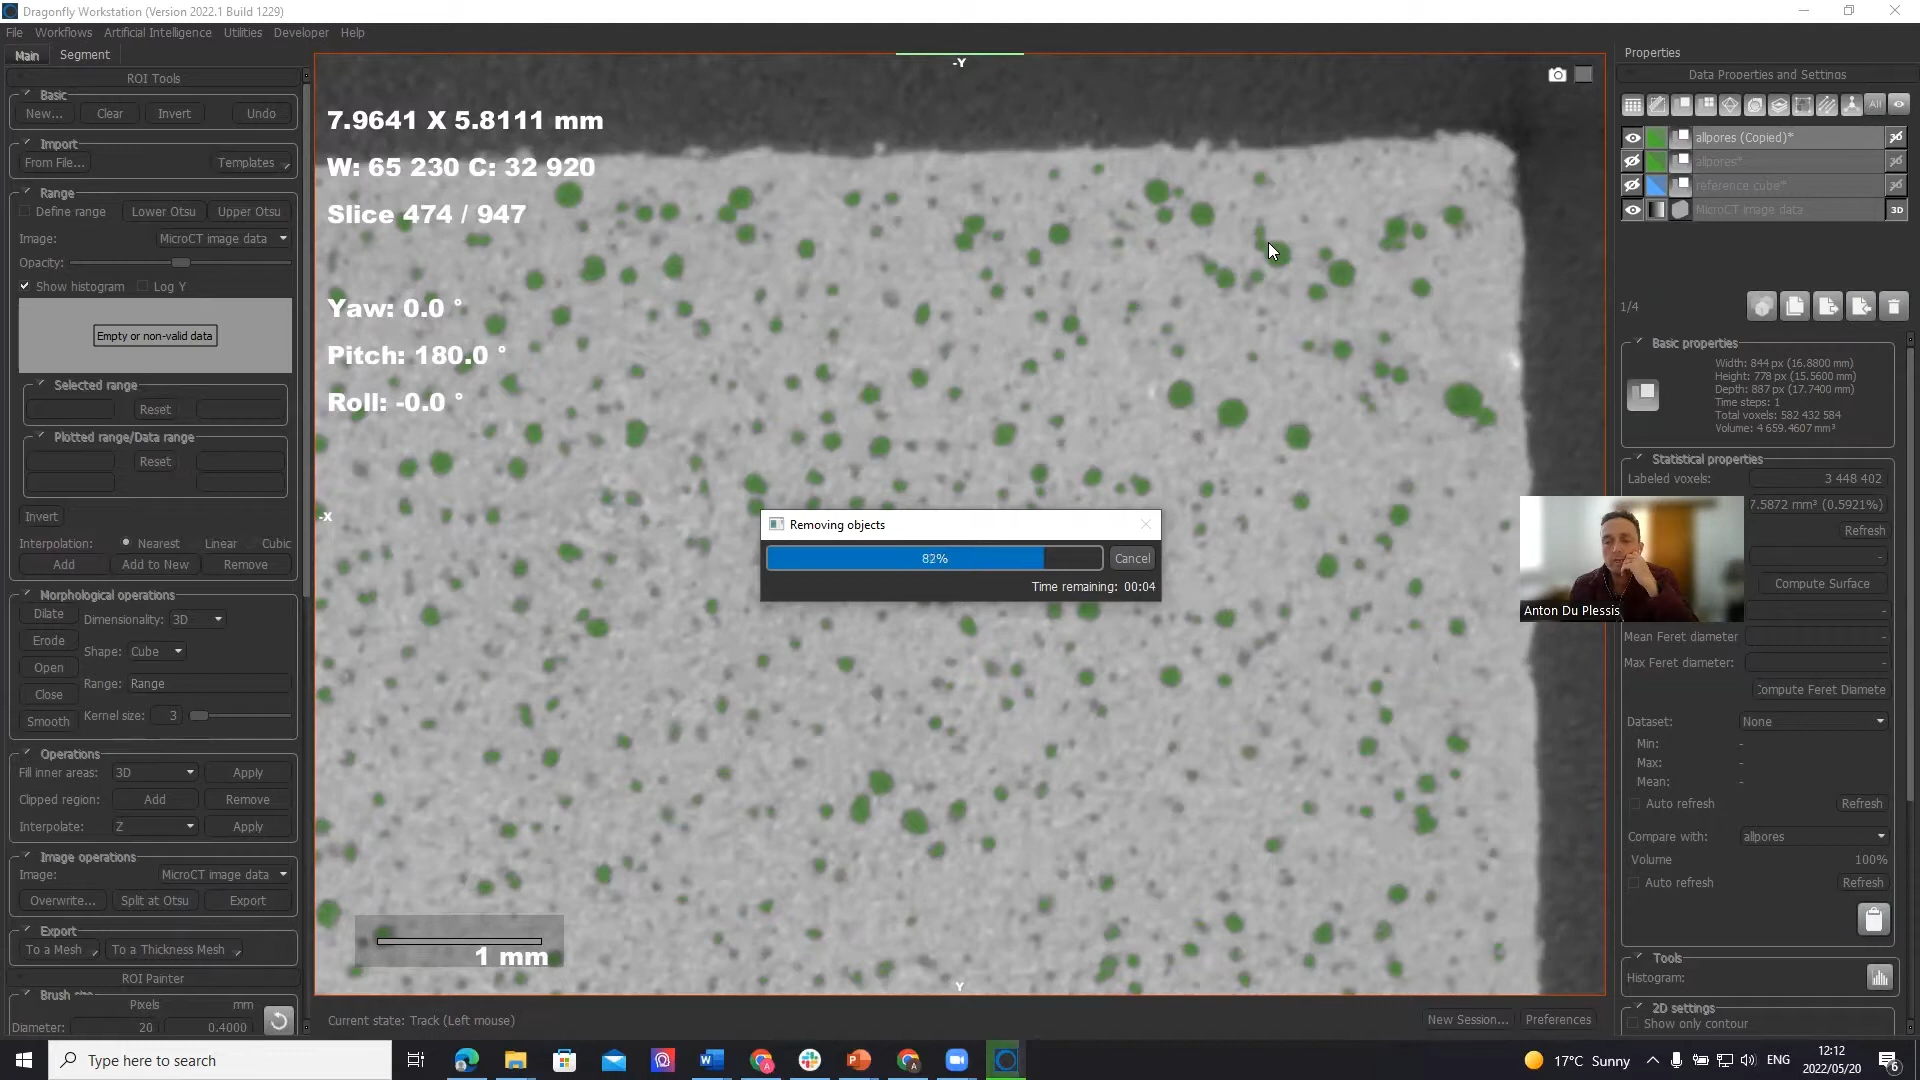 Dragonfly Workstation (Version 2022.1 Build 1229)
File Workflows Artificial Intelligence Utilities Developer Help
Main Segment
ROI Tools
Basic
New... Clear Invert Undo
Import
From File... Templates
Range
Define range Lower Otsu Upper Otsu
Image: MicroCT image data
Opacity:
Show histogram Log Y
Empty or non-valid data
Selected range
Reset
Plotted range/Data range
Reset
Invert
Interpolation: Nearest Linear Cubic
Add Add to New Remove
Morphological operations
Dilate Dimensionality: 3D
Erode Shape: Cube
Open
Close Range: Range
Smooth Kernel size: 3
Operations
Fill inner areas: 3D Apply
Clipped region: Add Remove
Interpolate: Z Apply
Image operations
Image: MicroCT image data
Overwrite... Split at Otsu Export
Export
To a Mesh To a Thickness Mesh
ROI Painter
Brush size
Pixels mm
Diameter: 20 0.4000
-Y
7.9641 X 5.8111 mm
W: 65 230 C: 32 920
Slice 474 / 947
Yaw: 0.0 °
Pitch: 180.0 °
Roll: -0.0 °
-X
Removing objects
82% Cancel
Time remaining: 00:04
1 mm
Y
Current state: Track (Left mouse) New Session... Preferences
Properties
Data Properties and Settings
All
allpores (Copied)*
allpores*
reference cube*
MicroCT image data 3D
1/4
Basic properties
Width: 844 px (16.8800 mm)
Height: 778 px (15.5600 mm)
Depth: 887 px (17.7400 mm)
Time steps: 1
Total voxels: 582 432 584
Volume: 4 659.4607 mm³
Statistical properties
Labeled voxels: 3 448 402
7.5872 mm³ (0.5921%)
Refresh
-
Compute Surface
-
Anton Du Plessis
Mean Feret diameter -
Max Feret diameter: -
Compute Feret Diamete
Dataset: None
Min: -
Max: -
Mean: -
Auto refresh Refresh
Compare with: allpores
Volume 100%
Auto refresh Refresh
Tools
Histogram:
2D settings
Show only contour
Type here to search
17°C Sunny ENG 12:12
2022/05/20
6